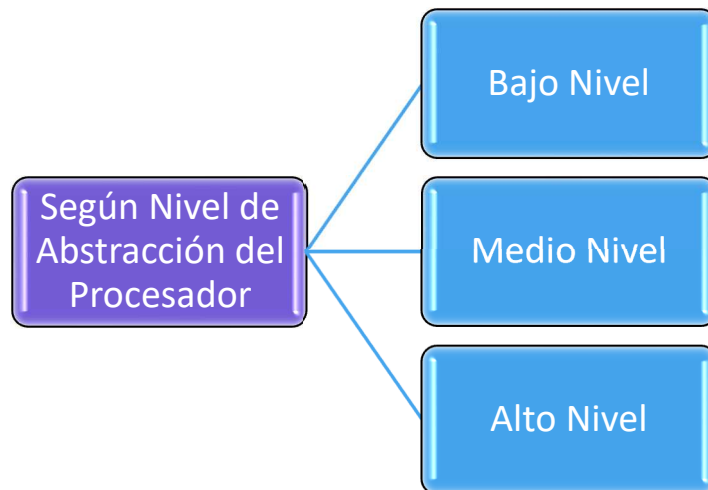 Bajo Nivel
Según Nivel de
Abstracción del
Procesador
Medio Nivel
Alto Nivel